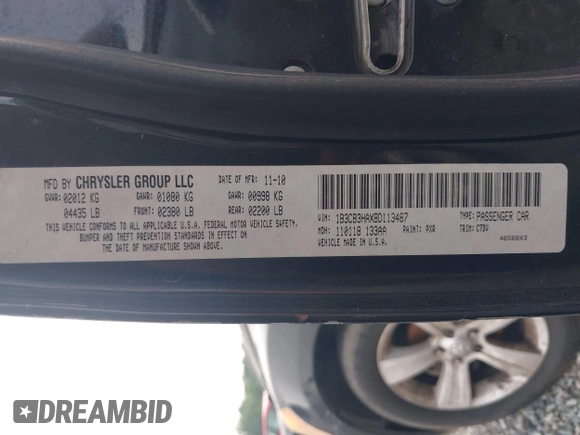 MFD BY CHRYSLER GROUP LLC DATE OF MFR: 11-10
GVWR: 02012 KG GAWR: 01080 KG GAWR: 00998 KG
04435 LB FRONT: 02380 LB REAR: 02200 LB
THIS VEHICLE CONFORMS TO ALL APPLICABLE U.S.A. FEDERAL MOTOR VEHICLE SAFETY,
BUMPER AND THEFT PREVENTION STANDARDS IN EFFECT ON
THE DATE OF MANUFACTURE SHOWN ABOVE.
VIN: 1B3CB3HAXBD113487 TYPE: PASSENGER CAR
MDH: 110118 133AA PAINT: PXR TRIM: C7DV
VEHICLE MADE IN U.S.A. 4658843
DREAMBID